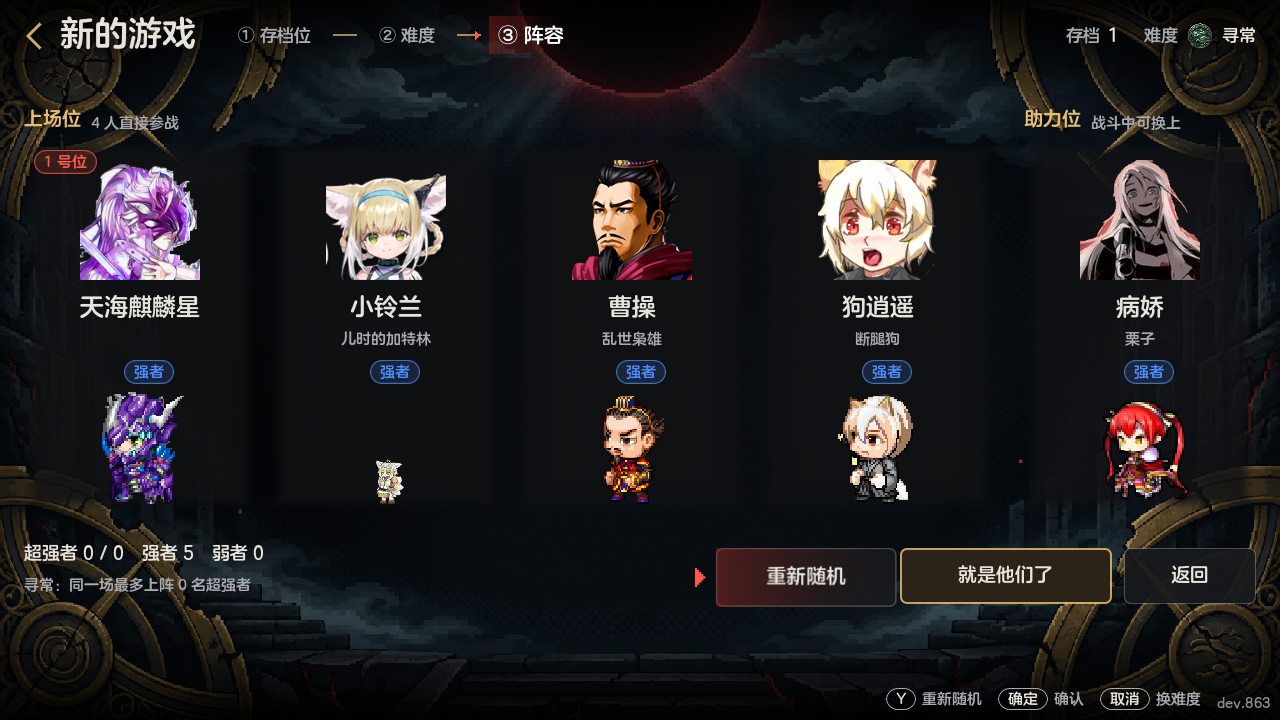 新的游戏
① 存档位
② 难度
③ 阵容
存档 1
难度 寻常
上场位 4 人直接参战
助力位 战斗中可换上
1 号位
天海麒麟星
小铃兰
曹操
狗逍遥
病娇
儿时的加特林
乱世枭雄
断腿狗
栗子
强者
强者
强者
强者
强者
超强者 0 / 0 强者 5 弱者 0
寻常：同一场最多上阵 0 名超强者
重新随机
就是他们了
返回
Y 重新随机 确定 确认 取消 换难度
dev.863